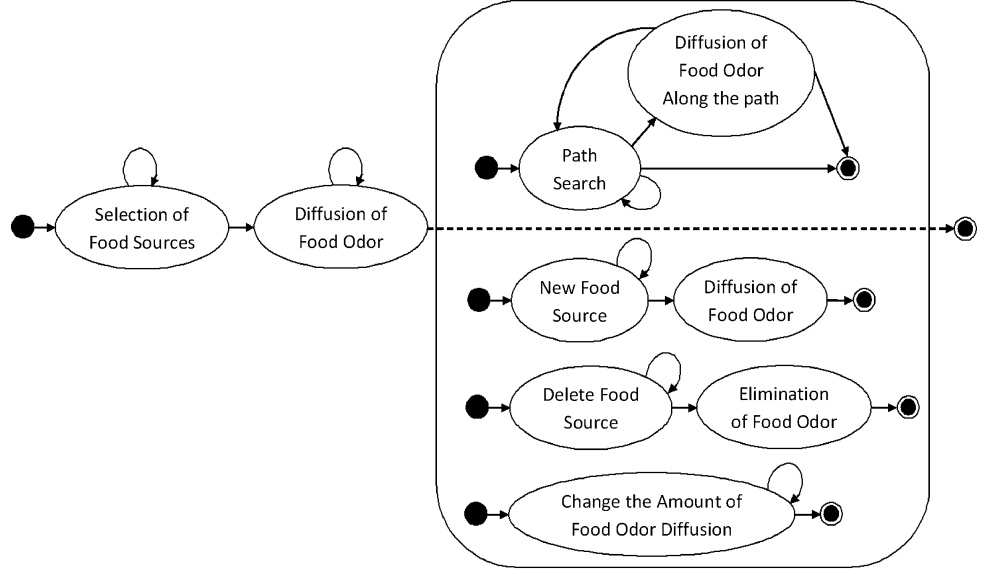 Selection of
Food Sources
Diffusion of
Food Odor
Diffusion of
Food Odor
Along the path
Path
Search
New Food
Source
Diffusion of
Food Odor
Delete Food
Source
Elimination
of Food Odor
Change the Amount of
Food Odor Diffusion